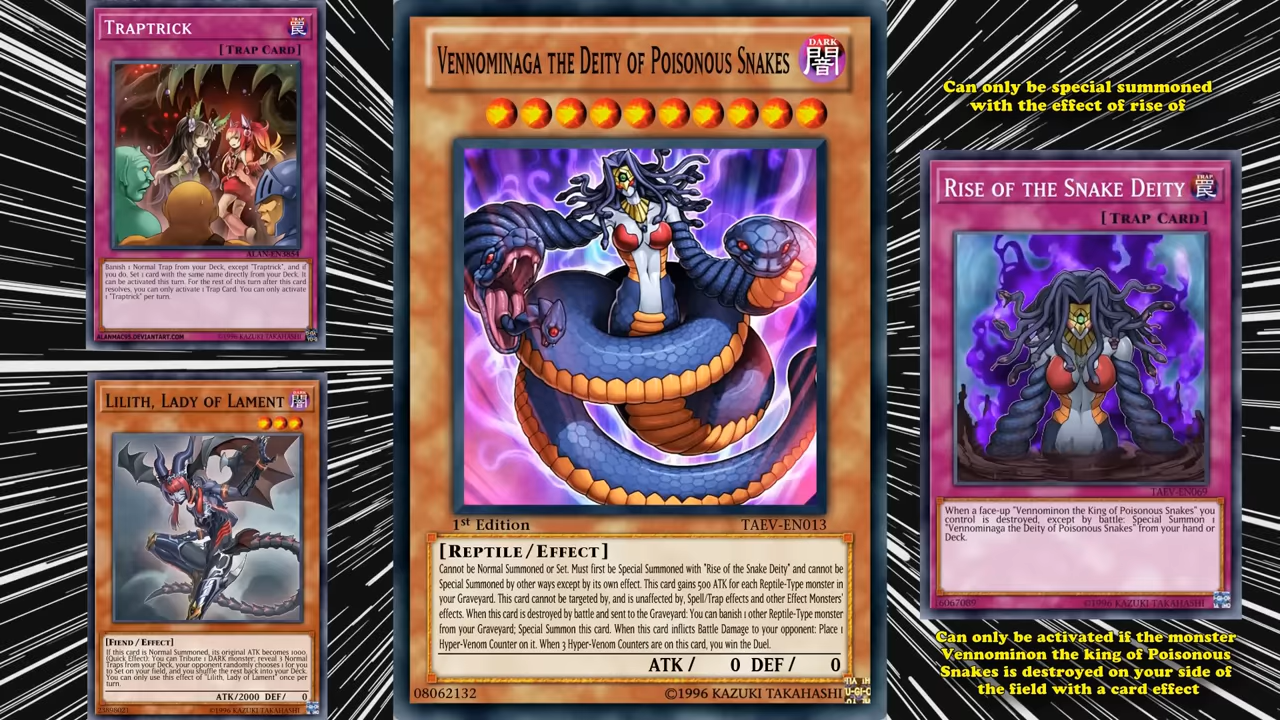 TRAPTRICK
TRAP
罠
[TRAP CARD]
ALAN-EN3854
Banish 1 Normal Trap from your Deck, except "Traptrick", and if
you do, Set 1 card with the same name directly from your Deck. It
can be activated this turn. For the rest of this turn after this card
resolves, you can only activate 1 Trap Card. You can only activate
1 "Traptrick" per turn.
ALANMAC95.DEVIANTART.COM
©1996 KAZUKI TAKAHASHI
LILITH, LADY OF LAMENT
DARK
闇
[FIEND / EFFECT]
If this card is Normal Summoned, its original ATK becomes 1000.
(Quick Effect): You can Tribute 1 DARK monster; reveal 3 Normal
Traps from your Deck, your opponent randomly chooses 1 for you
to Set on your field, and you shuffle the rest back into your Deck.
You can only use this effect of "Lilith, Lady of Lament" once per
turn.
ATK/2000 DEF/ 0
23898021
©1996 KAZUKI TAKAHASHI
VENNOMINAGA THE DEITY OF POISONOUS SNAKES
DARK
闇
1st Edition
TAEV-EN013
[REPTILE / EFFECT]
Cannot be Normal Summoned or Set. Must first be Special Summoned with "Rise of the Snake Deity" and cannot be
Special Summoned by other ways except by its own effect. This card gains 500 ATK for each Reptile-Type monster in
your Graveyard. This card cannot be targeted by, and is unaffected by, Spell/Trap effects and other Effect Monsters'
effects. When this card is destroyed by battle and sent to the Graveyard: You can banish 1 other Reptile-Type monster
from your Graveyard; Special Summon this card. When this card inflicts Battle Damage to your opponent: Place 1
Hyper-Venom Counter on it. When 3 Hyper-Venom Counters are on this card, you win the Duel.
ATK / 0 DEF / 0
08062132
©1996 KAZUKI TAKAHASHI
Can only be special summoned
with the effect of rise of
RISE OF THE SNAKE DEITY
TRAP
罠
[TRAP CARD]
TAEV-EN069
When a face-up "Vennominon the King of Poisonous Snakes" you
control is destroyed, except by battle: Special Summon 1
"Vennominaga the Deity of Poisonous Snakes" from your hand or
Deck.
16067089
©1996 KAZUKI TAKAHASHI
Can only be activated if the monster
Vennominon the king of Poisonous
Snakes is destroyed on your side of
the field with a card effect